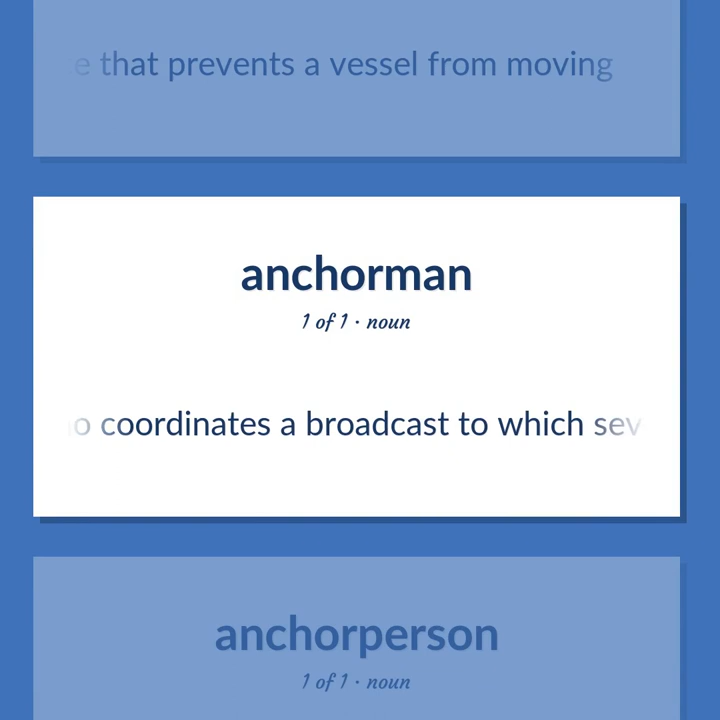 that prevents a vessel from moving
anchorman
1 of 1 · noun
coordinates a broadcast to which
anchorperson
1 of 1 · noun